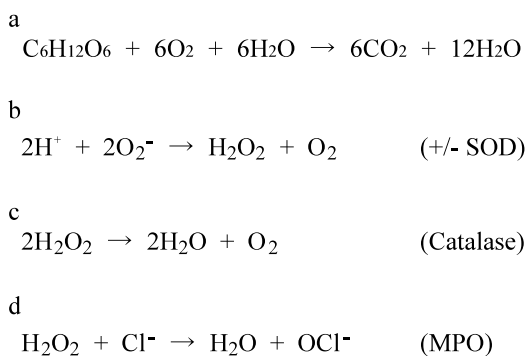 a
C₆H₁₂O₆ + 6O₂ + 6H₂O → 6CO₂ + 12H₂O
b
2H⁺ + 2O₂⁻ → H₂O₂ + O₂ (+/- SOD)
c
2H₂O₂ → 2H₂O + O₂ (Catalase)
d
H₂O₂ + Cl⁻ → H₂O + OCl⁻ (MPO)